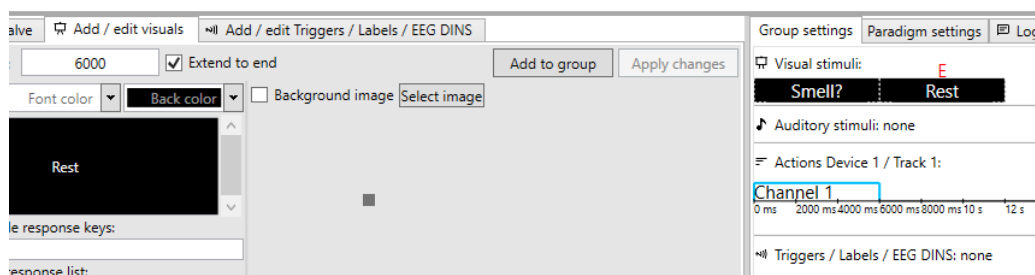 alve Add / edit visuals Add / edit Triggers / Labels / EEG DINS
6000 Extend to end Add to group Apply changes
Font color Back color Background image Select image
Rest
le response keys:
response list:
Group settings Paradigm settings Log
Visual stimuli:
E
Smell? Rest
Auditory stimuli: none
Actions Device 1 / Track 1:
Channel 1
0 ms 2000 ms 4000 ms 6000 ms 8000 ms 10 s 12 s
Triggers / Labels / EEG DINS: none